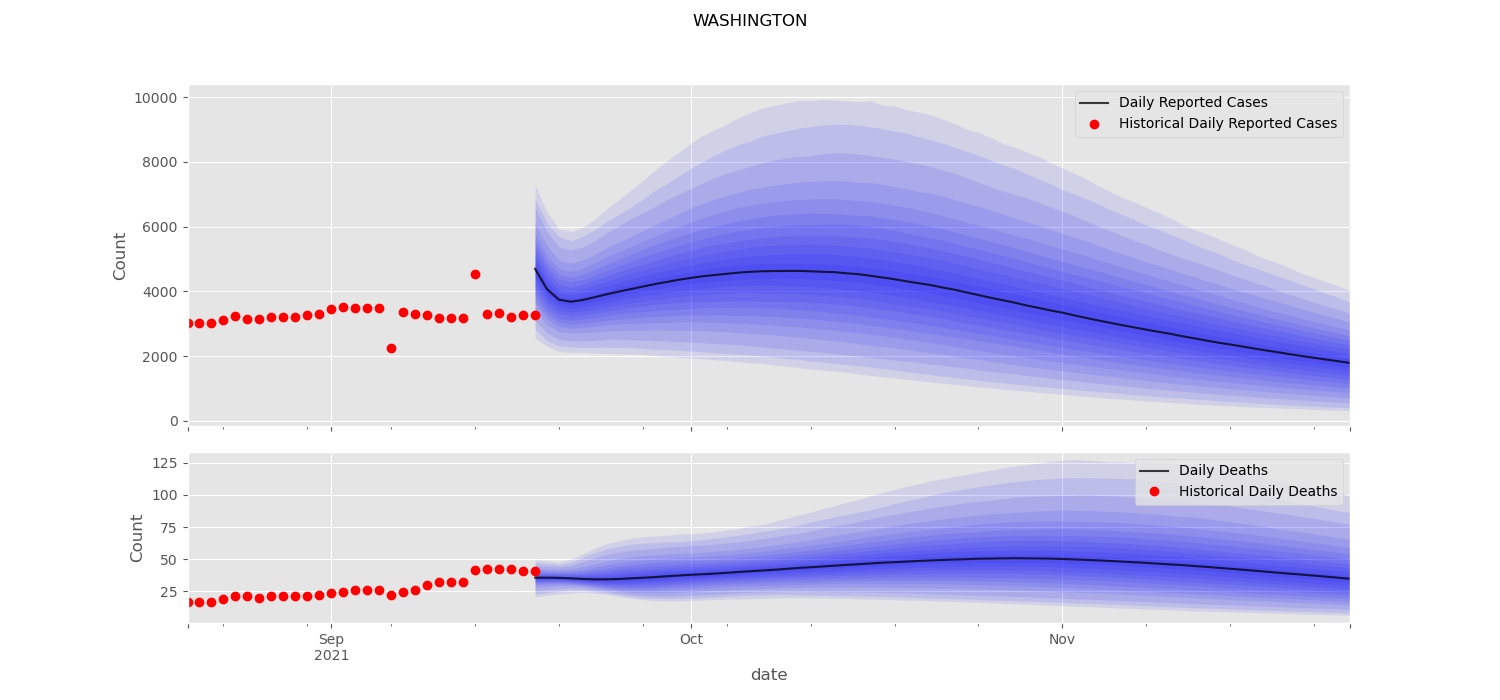 WASHINGTON
10000
8000
6000
4000
2000
0
Count
Daily Reported Cases
Historical Daily Reported Cases
125
100
75
50
25
Count
Daily Deaths
Historical Daily Deaths
Sep
2021
Oct
Nov
date